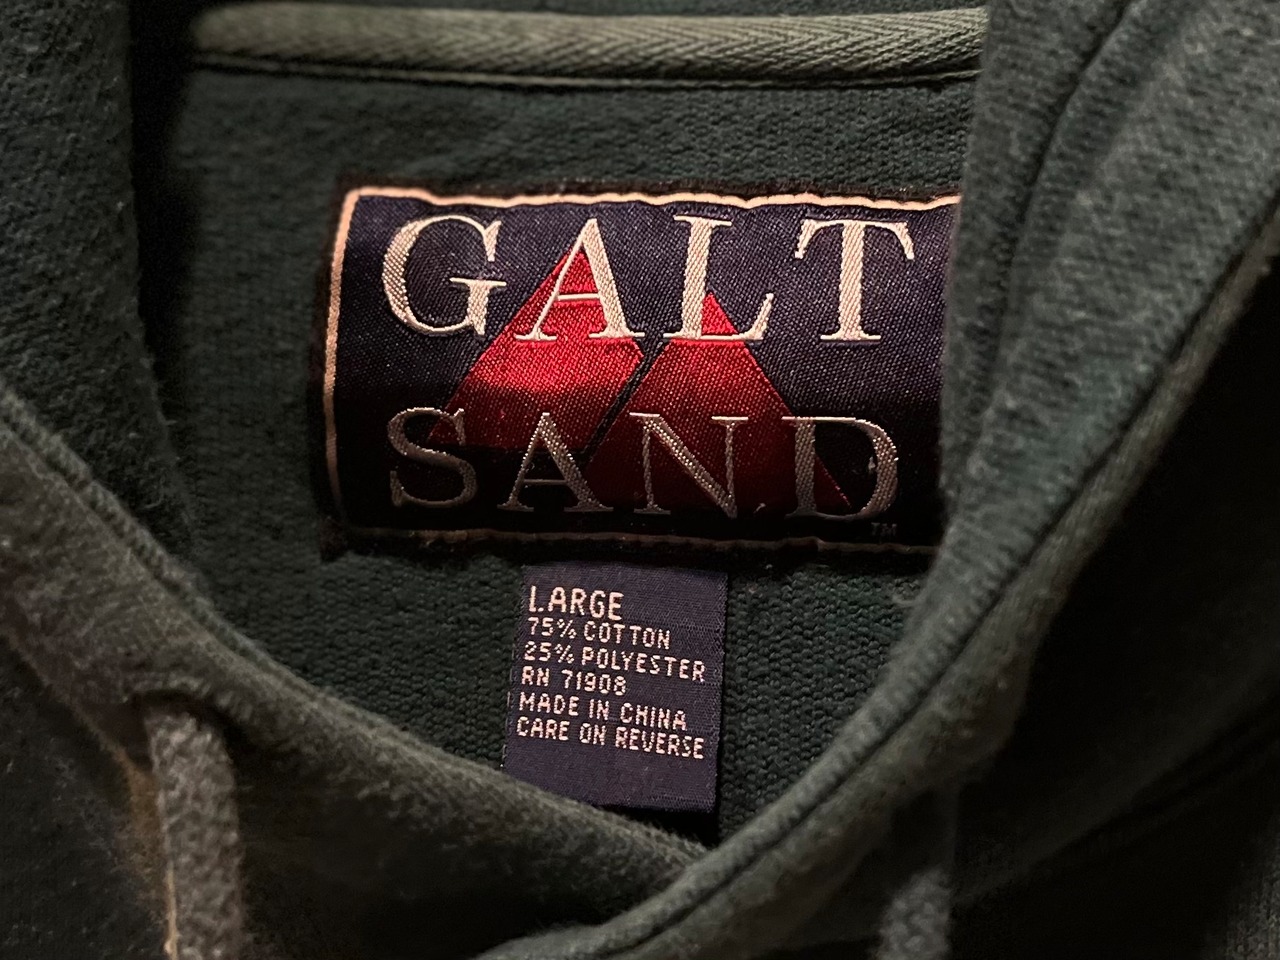 GALT
SAND
TM
LARGE
75% COTTON
25% POLYESTER
RN 71908
MADE IN CHINA
CARE ON REVERSE